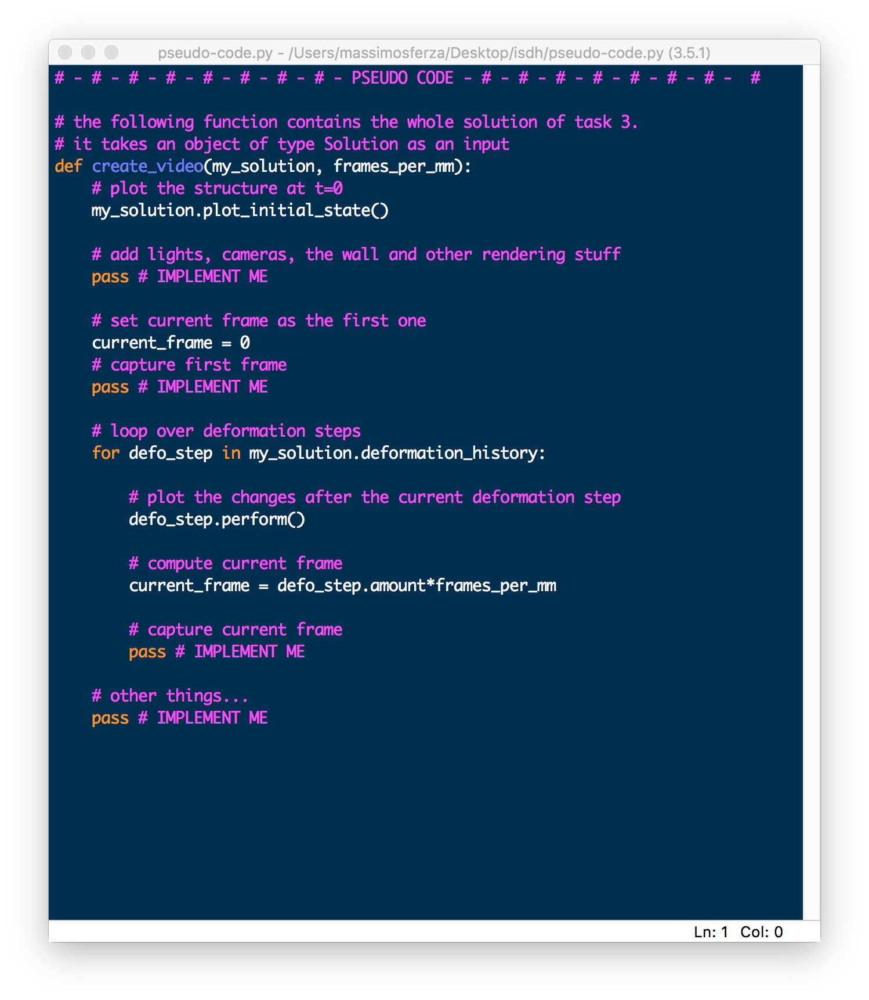 pseudo-code.py - /Users/massimosferza/Desktop/isdh/pseudo-code.py (3.5.1)
# - # - # - # - # - # - # - # - PSEUDO CODE - # - # - # - # - # - # - # -  #
# the following function contains the whole solution of task 3.
# it takes an object of type Solution as an input
def create_video(my_solution, frames_per_mm):
    # plot the structure at t=0
    my_solution.plot_initial_state()
    # add lights, cameras, the wall and other rendering stuff
    pass # IMPLEMENT ME
    # set current frame as the first one
    current_frame = 0
    # capture first frame
    pass # IMPLEMENT ME
    # loop over deformation steps
    for defo_step in my_solution.deformation_history:
        # plot the changes after the current deformation step
        defo_step.perform()
        # compute current frame
        current_frame = defo_step.amount*frames_per_mm
        # capture current frame
        pass # IMPLEMENT ME
    # other things...
    pass # IMPLEMENT ME
Ln: 1 Col: 0